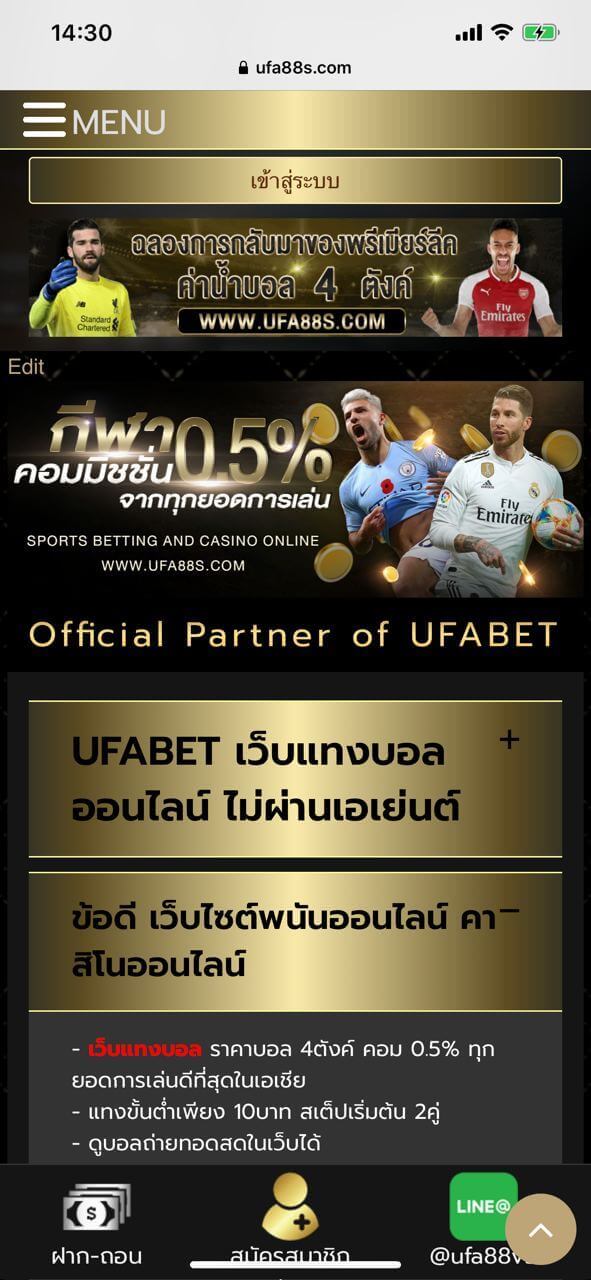 14:30
ufa88s.com
MENU
เข้าสู่ระบบ
ฉลองการกลับมาของพรีเมียร์ลีค
ค่าน้ำบอล 4 ตังค์
WWW.UFA88S.COM
Standard
Chartered
Fly
Emirates
Edit
กีฬา 0.5%
คอมมิชชั่น
จากทุกยอดการเล่น
SPORTS BETTING AND CASINO ONLINE
WWW.UFA88S.COM
Fly
Emirates
Official Partner of UFABET
UFABET เว็บแทงบอล
ออนไลน์ ไม่ผ่านเอเย่นต์
+
ข้อดี เว็บไซต์พนันออนไลน์ คา
สิโนออนไลน์
–
- เว็บแทงบอล ราคาบอล 4ตังค์ คอม 0.5% ทุก
ยอดการเล่นดีที่สุดในเอเชีย
- แทงขั้นต่ำเพียง 10บาท สเต็ปเริ่มต้น 2คู่
- ดูบอลถ่ายทอดสดในเว็บได้
LINE@
ฝาก-ถอน
สมัครสมาชิก
@ufa88v